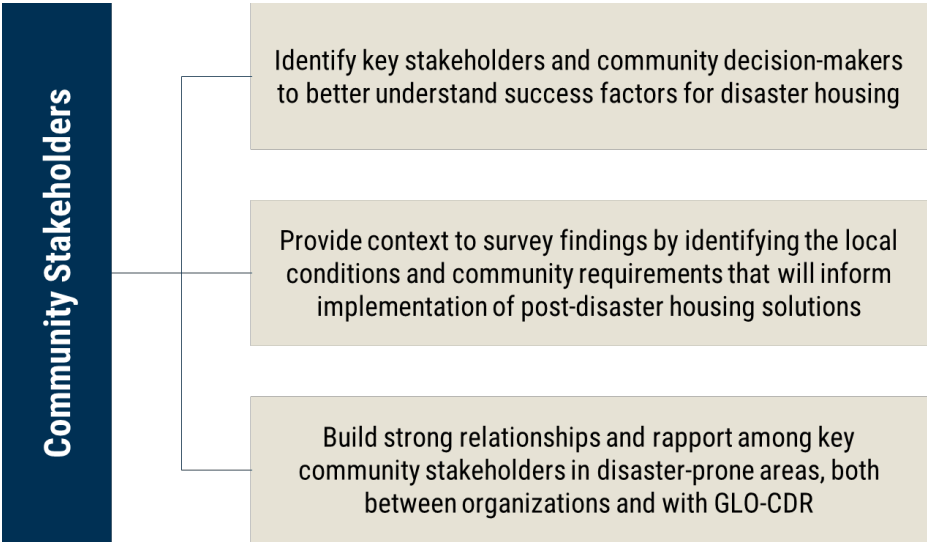 Community Stakeholders
Identify key stakeholders and community decision-makers
to better understand success factors for disaster housing
Provide context to survey findings by identifying the local
conditions and community requirements that will inform
implementation of post-disaster housing solutions
Build strong relationships and rapport among key
community stakeholders in disaster-prone areas, both
between organizations and with GLO-CDR